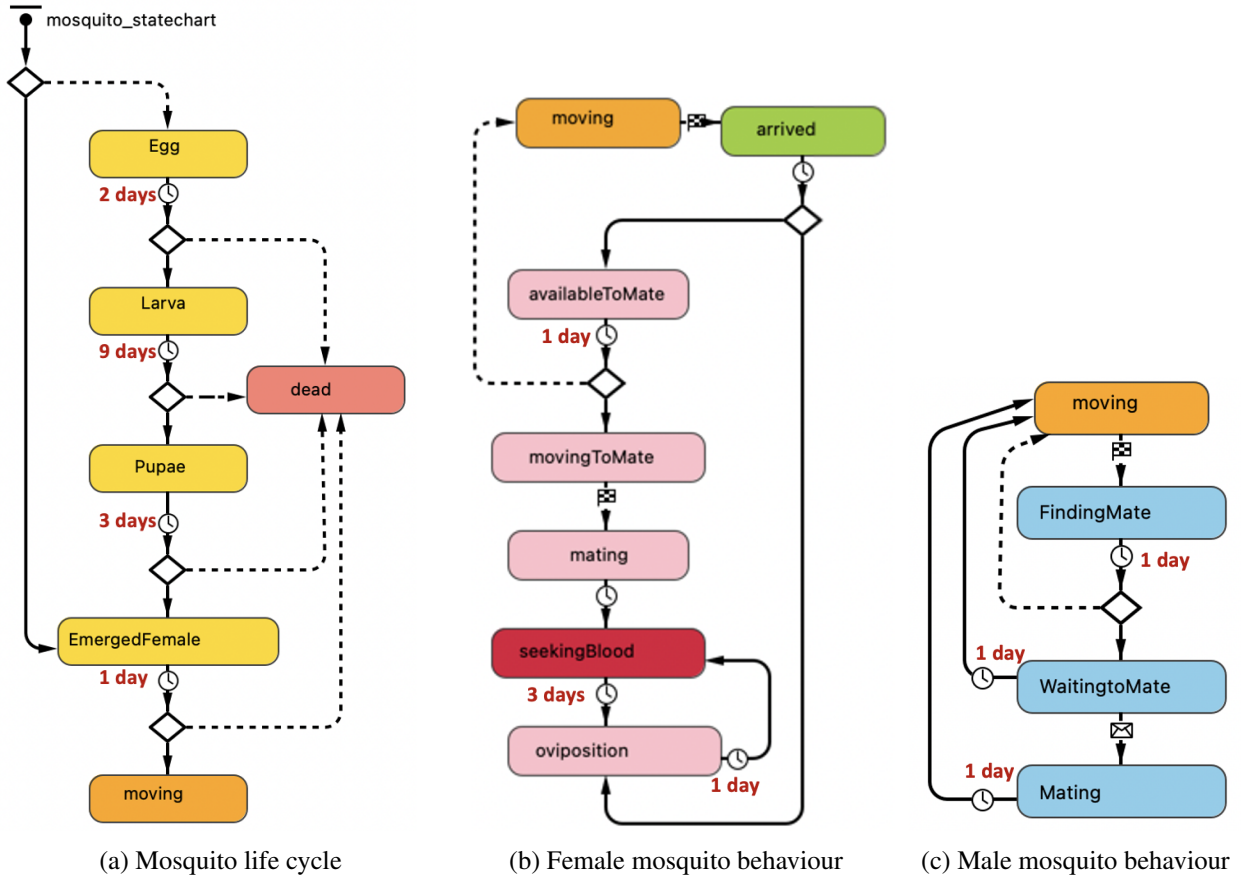 mosquito_statechart
Egg
2 days
Larva
9 days
dead
Pupae
3 days
EmergedFemale
1 day
moving
(a) Mosquito life cycle
moving
arrived
availableToMate
1 day
movingToMate
mating
seekingBlood
3 days
oviposition
1 day
(b) Female mosquito behaviour
moving
FindingMate
1 day
1 day
WaitingtoMate
1 day
Mating
(c) Male mosquito behaviour